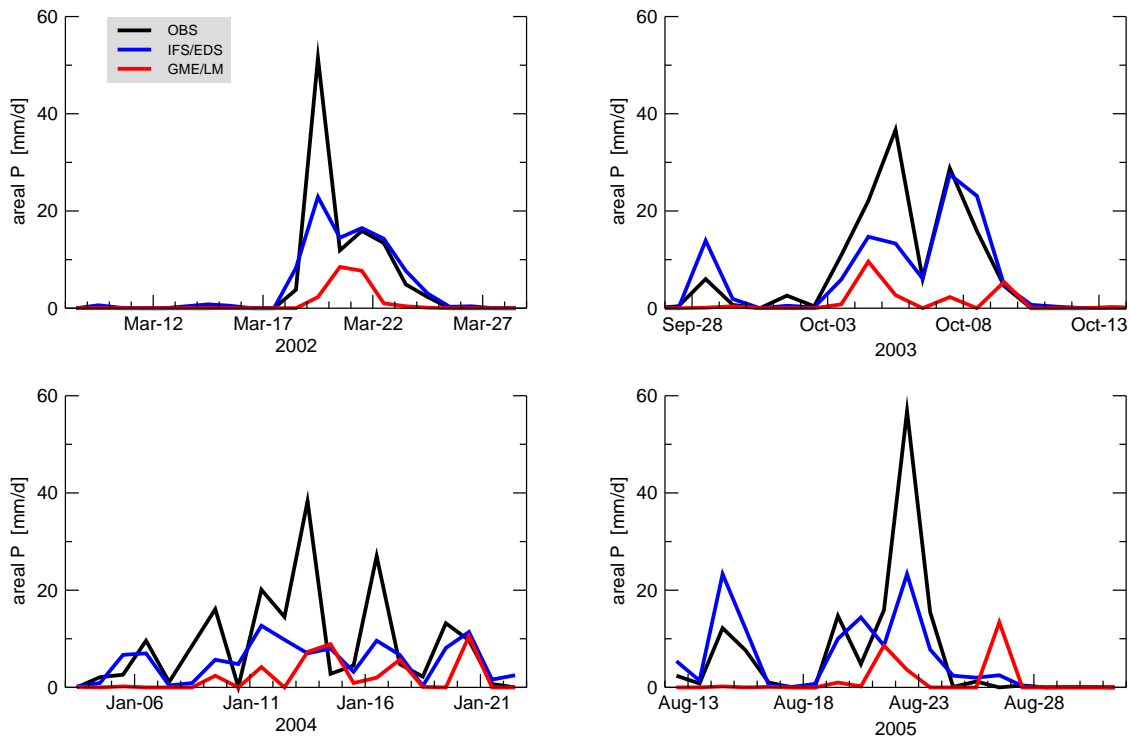 60
40
20
0
areal P [mm/d]
OBS
IFS/EDS
GME/LM
Mar-12 Mar-17 Mar-22 Mar-27
2002
60
40
20
0
areal P [mm/d]
Sep-28 Oct-03 Oct-08 Oct-13
2003
60
40
20
0
areal P [mm/d]
Jan-06 Jan-11 Jan-16 Jan-21
2004
60
40
20
0
areal P [mm/d]
Aug-13 Aug-18 Aug-23 Aug-28
2005